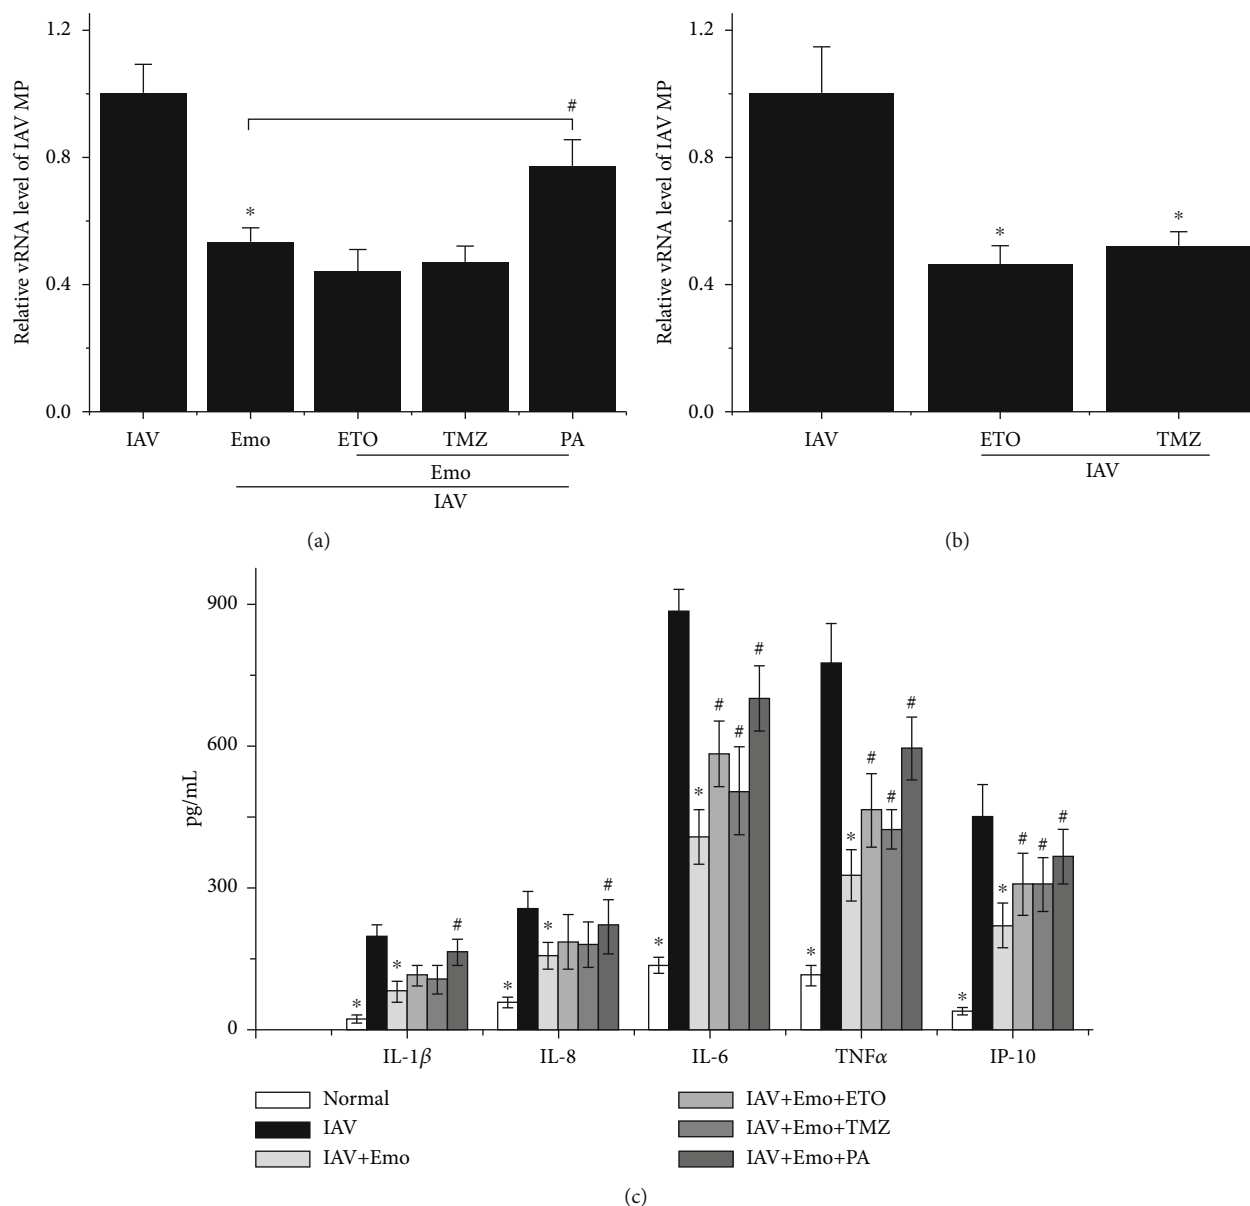 Relative vRNA level of IAV MP
1.2
0.8
0.4
0.0
*
#
IAV
Emo
ETO
TMZ
PA
Emo
IAV
(a)
Relative vRNA level of IAV MP
1.2
0.8
0.4
0.0
*
*
IAV
ETO
TMZ
IAV
(b)
pg/mL
900
600
300
0
* * #
* * #
* * # # #
* * # # #
* * # # #
IL-1β
IL-8
IL-6
TNFα
IP-10
Normal
IAV
IAV+Emo
IAV+Emo+ETO
IAV+Emo+TMZ
IAV+Emo+PA
(c)